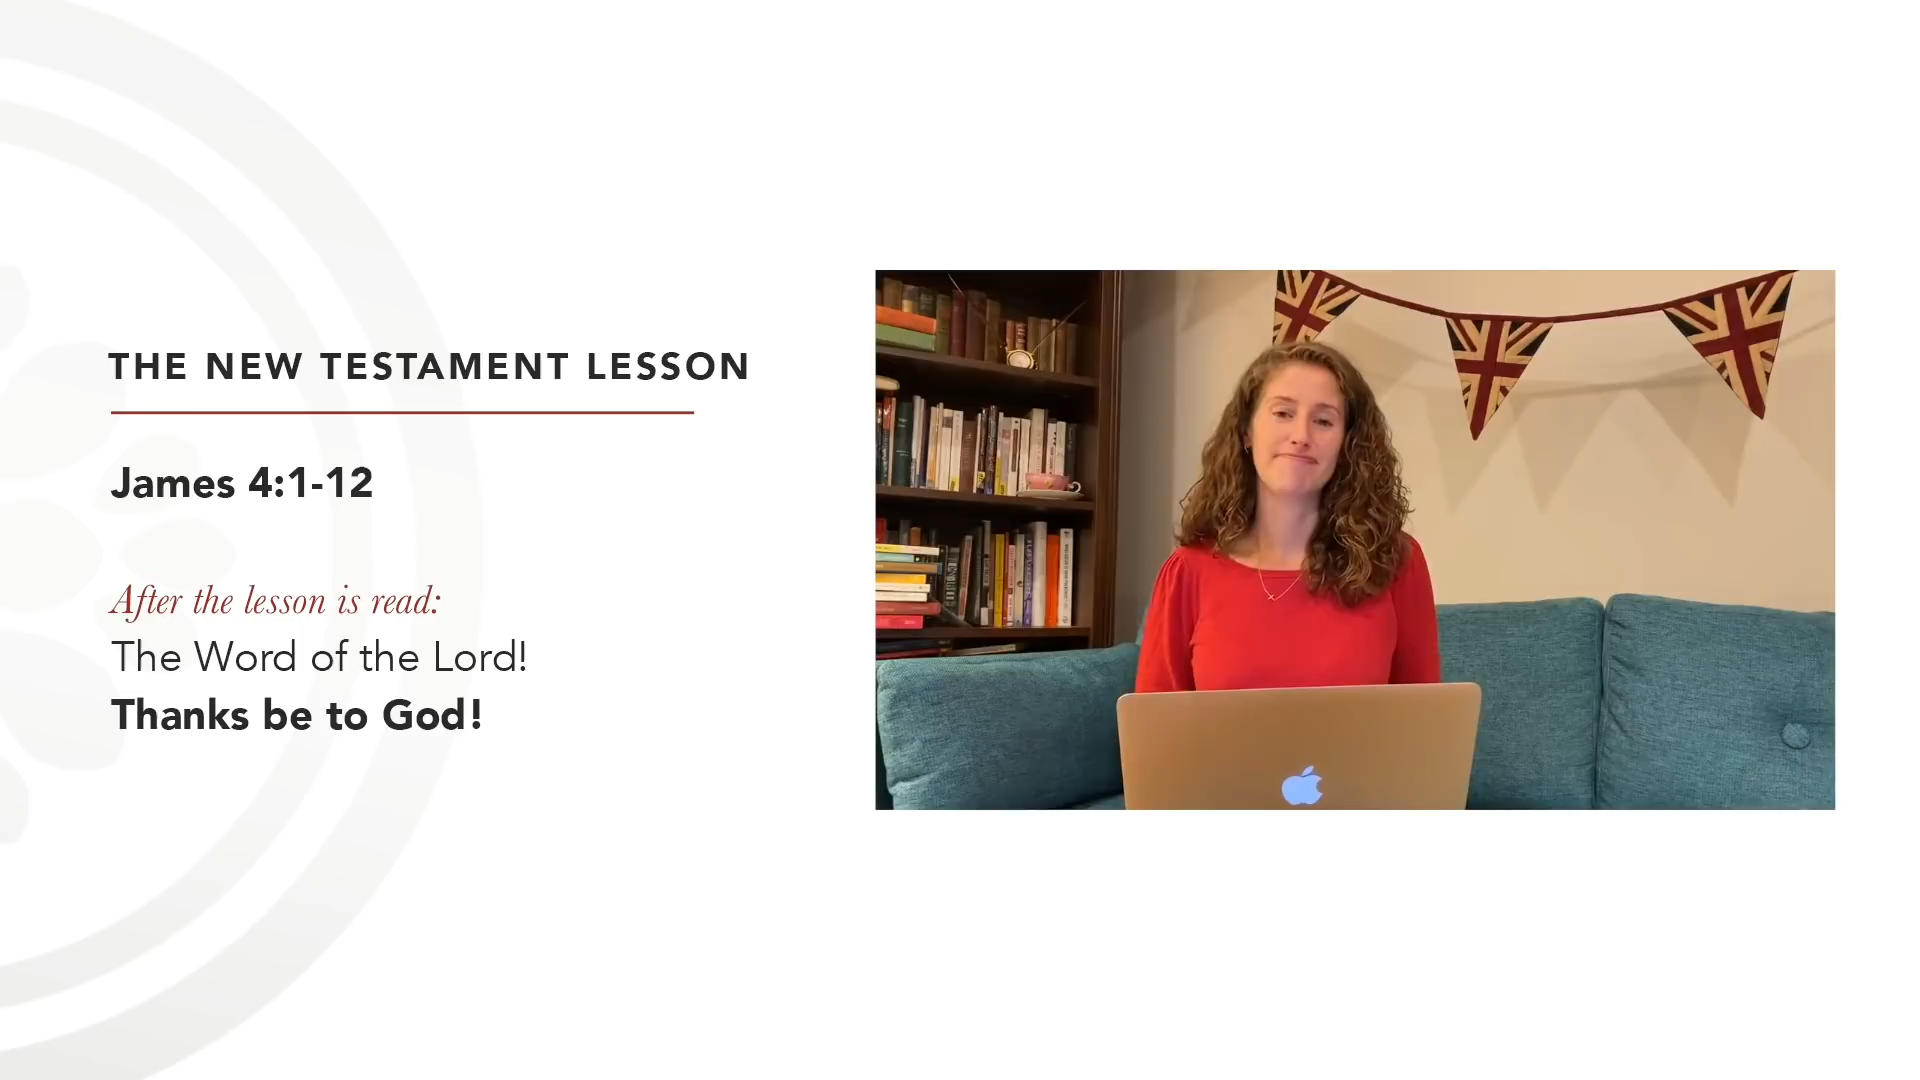 THE NEW TESTAMENT LESSON
James 4:1-12
After the lesson is read:
The Word of the Lord!
Thanks be to God!